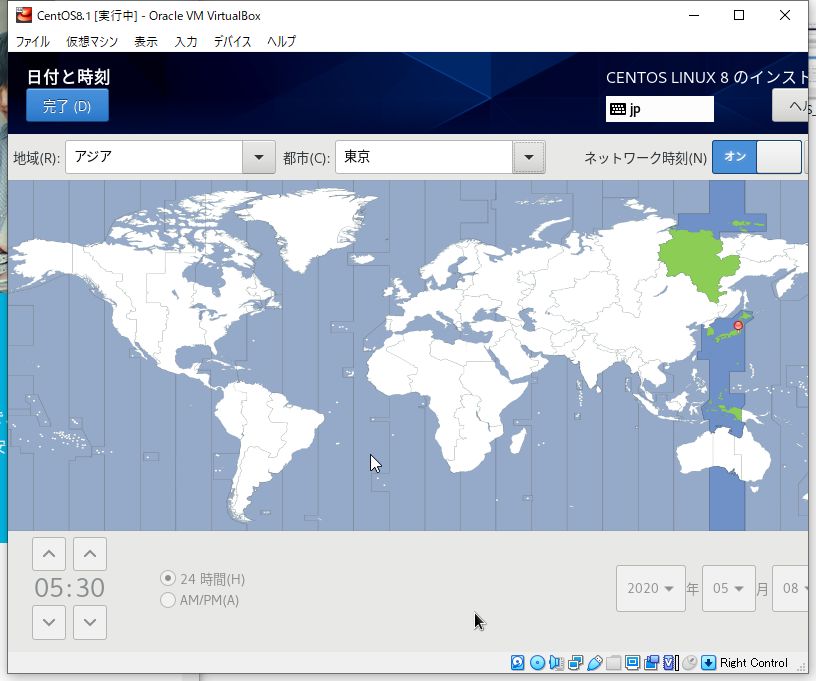 CentOS8.1 [実行中] - Oracle VM VirtualBox
ファイル 仮想マシン 表示 入力 デバイス ヘルプ
日付と時刻
CENTOS LINUX 8 のインスト
完了 (D)
jp
ヘル
地域(R): アジア 都市(C): 東京 ネットワーク時刻(N) オン
05:30
24 時間(H)
AM/PM(A)
2020 年 05 月 08
Right Control